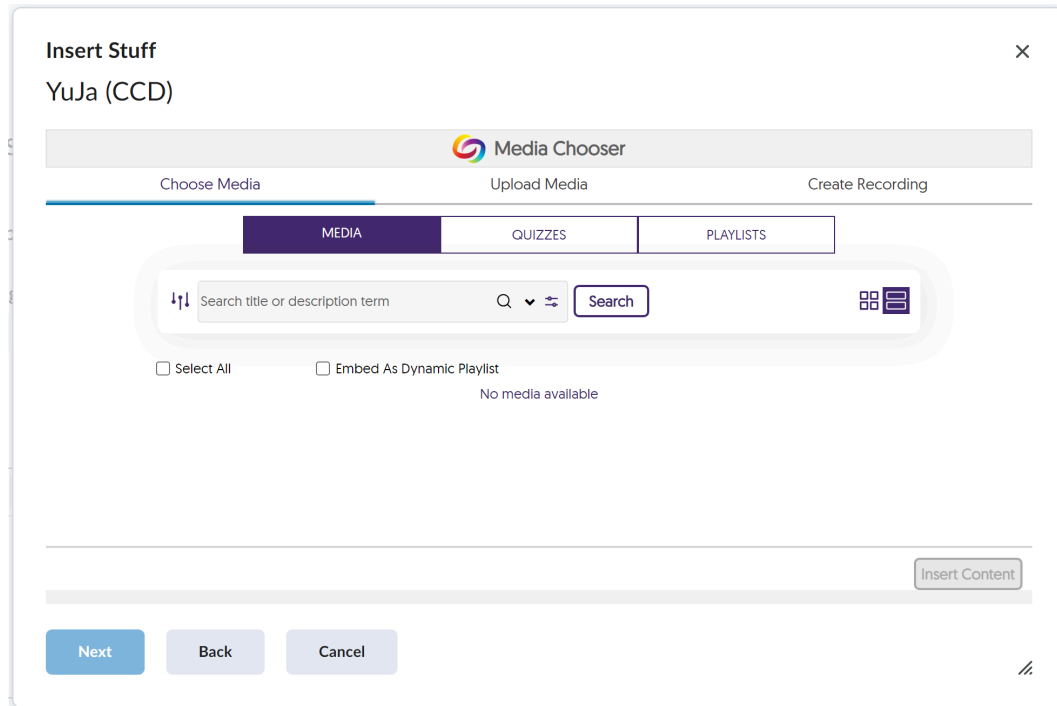 Insert Stuff
YuJa (CCD)
Media Chooser
Choose Media Upload Media Create Recording
MEDIA QUIZZES PLAYLISTS
Search title or description term Search
Select All Embed As Dynamic Playlist
No media available
Insert Content
Next Back Cancel